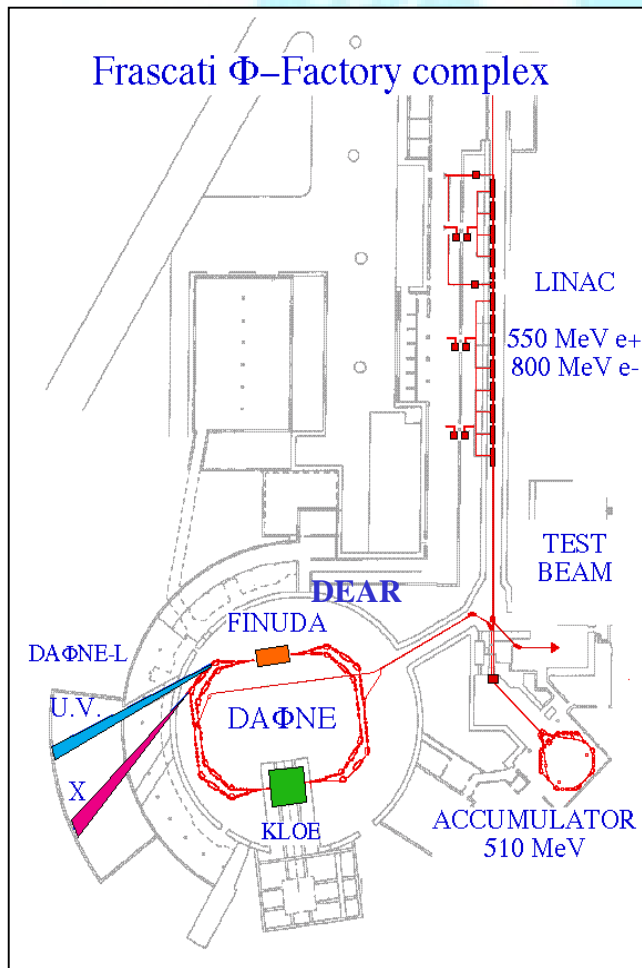 Frascati Φ–Factory complex
LINAC
550 MeV e+
800 MeV e-
TEST
BEAM
DEAR
FINUDA
DAΦNE-L
U.V.
DAΦNE
X
KLOE
ACCUMULATOR
510 MeV